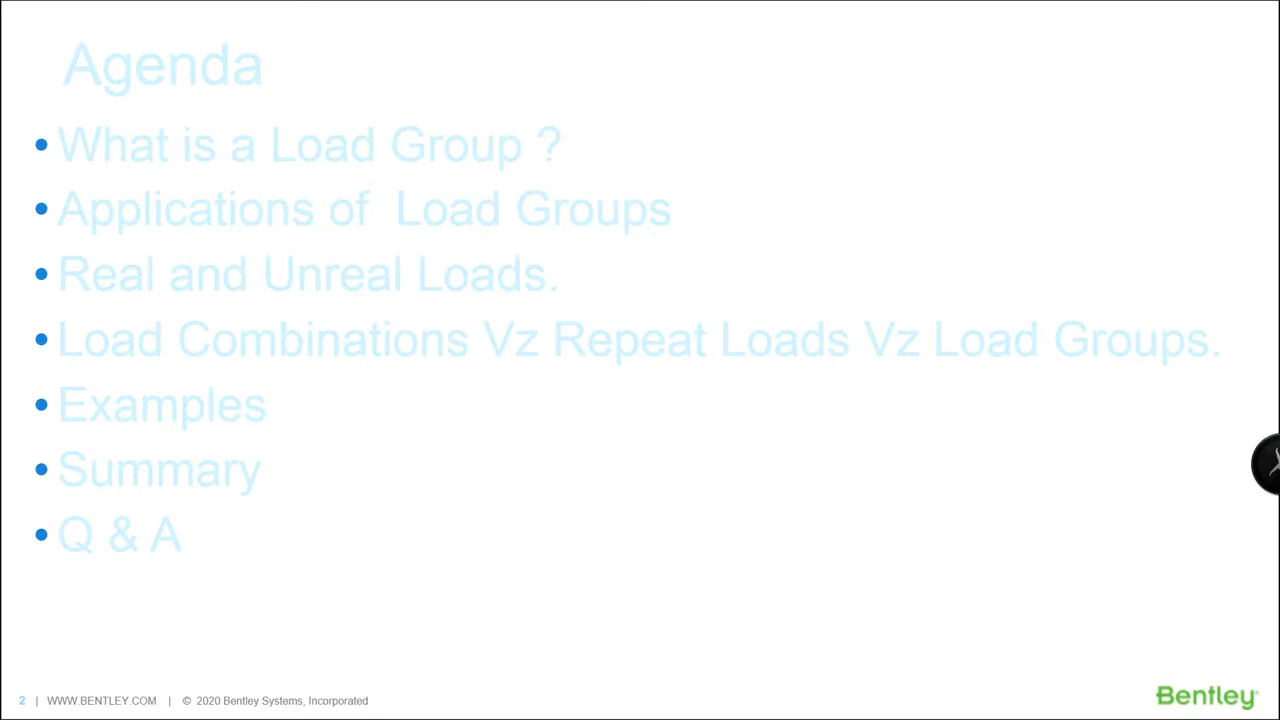 Agenda
• What is a Load Group ?
• Applications of Load Groups
• Real and Unreal Loads.
• Load Combinations Vz Repeat Loads Vz Load Groups.
• Examples
• Summary
• Q & A
2 | WWW.BENTLEY.COM | © 2020 Bentley Systems, Incorporated
Bentley